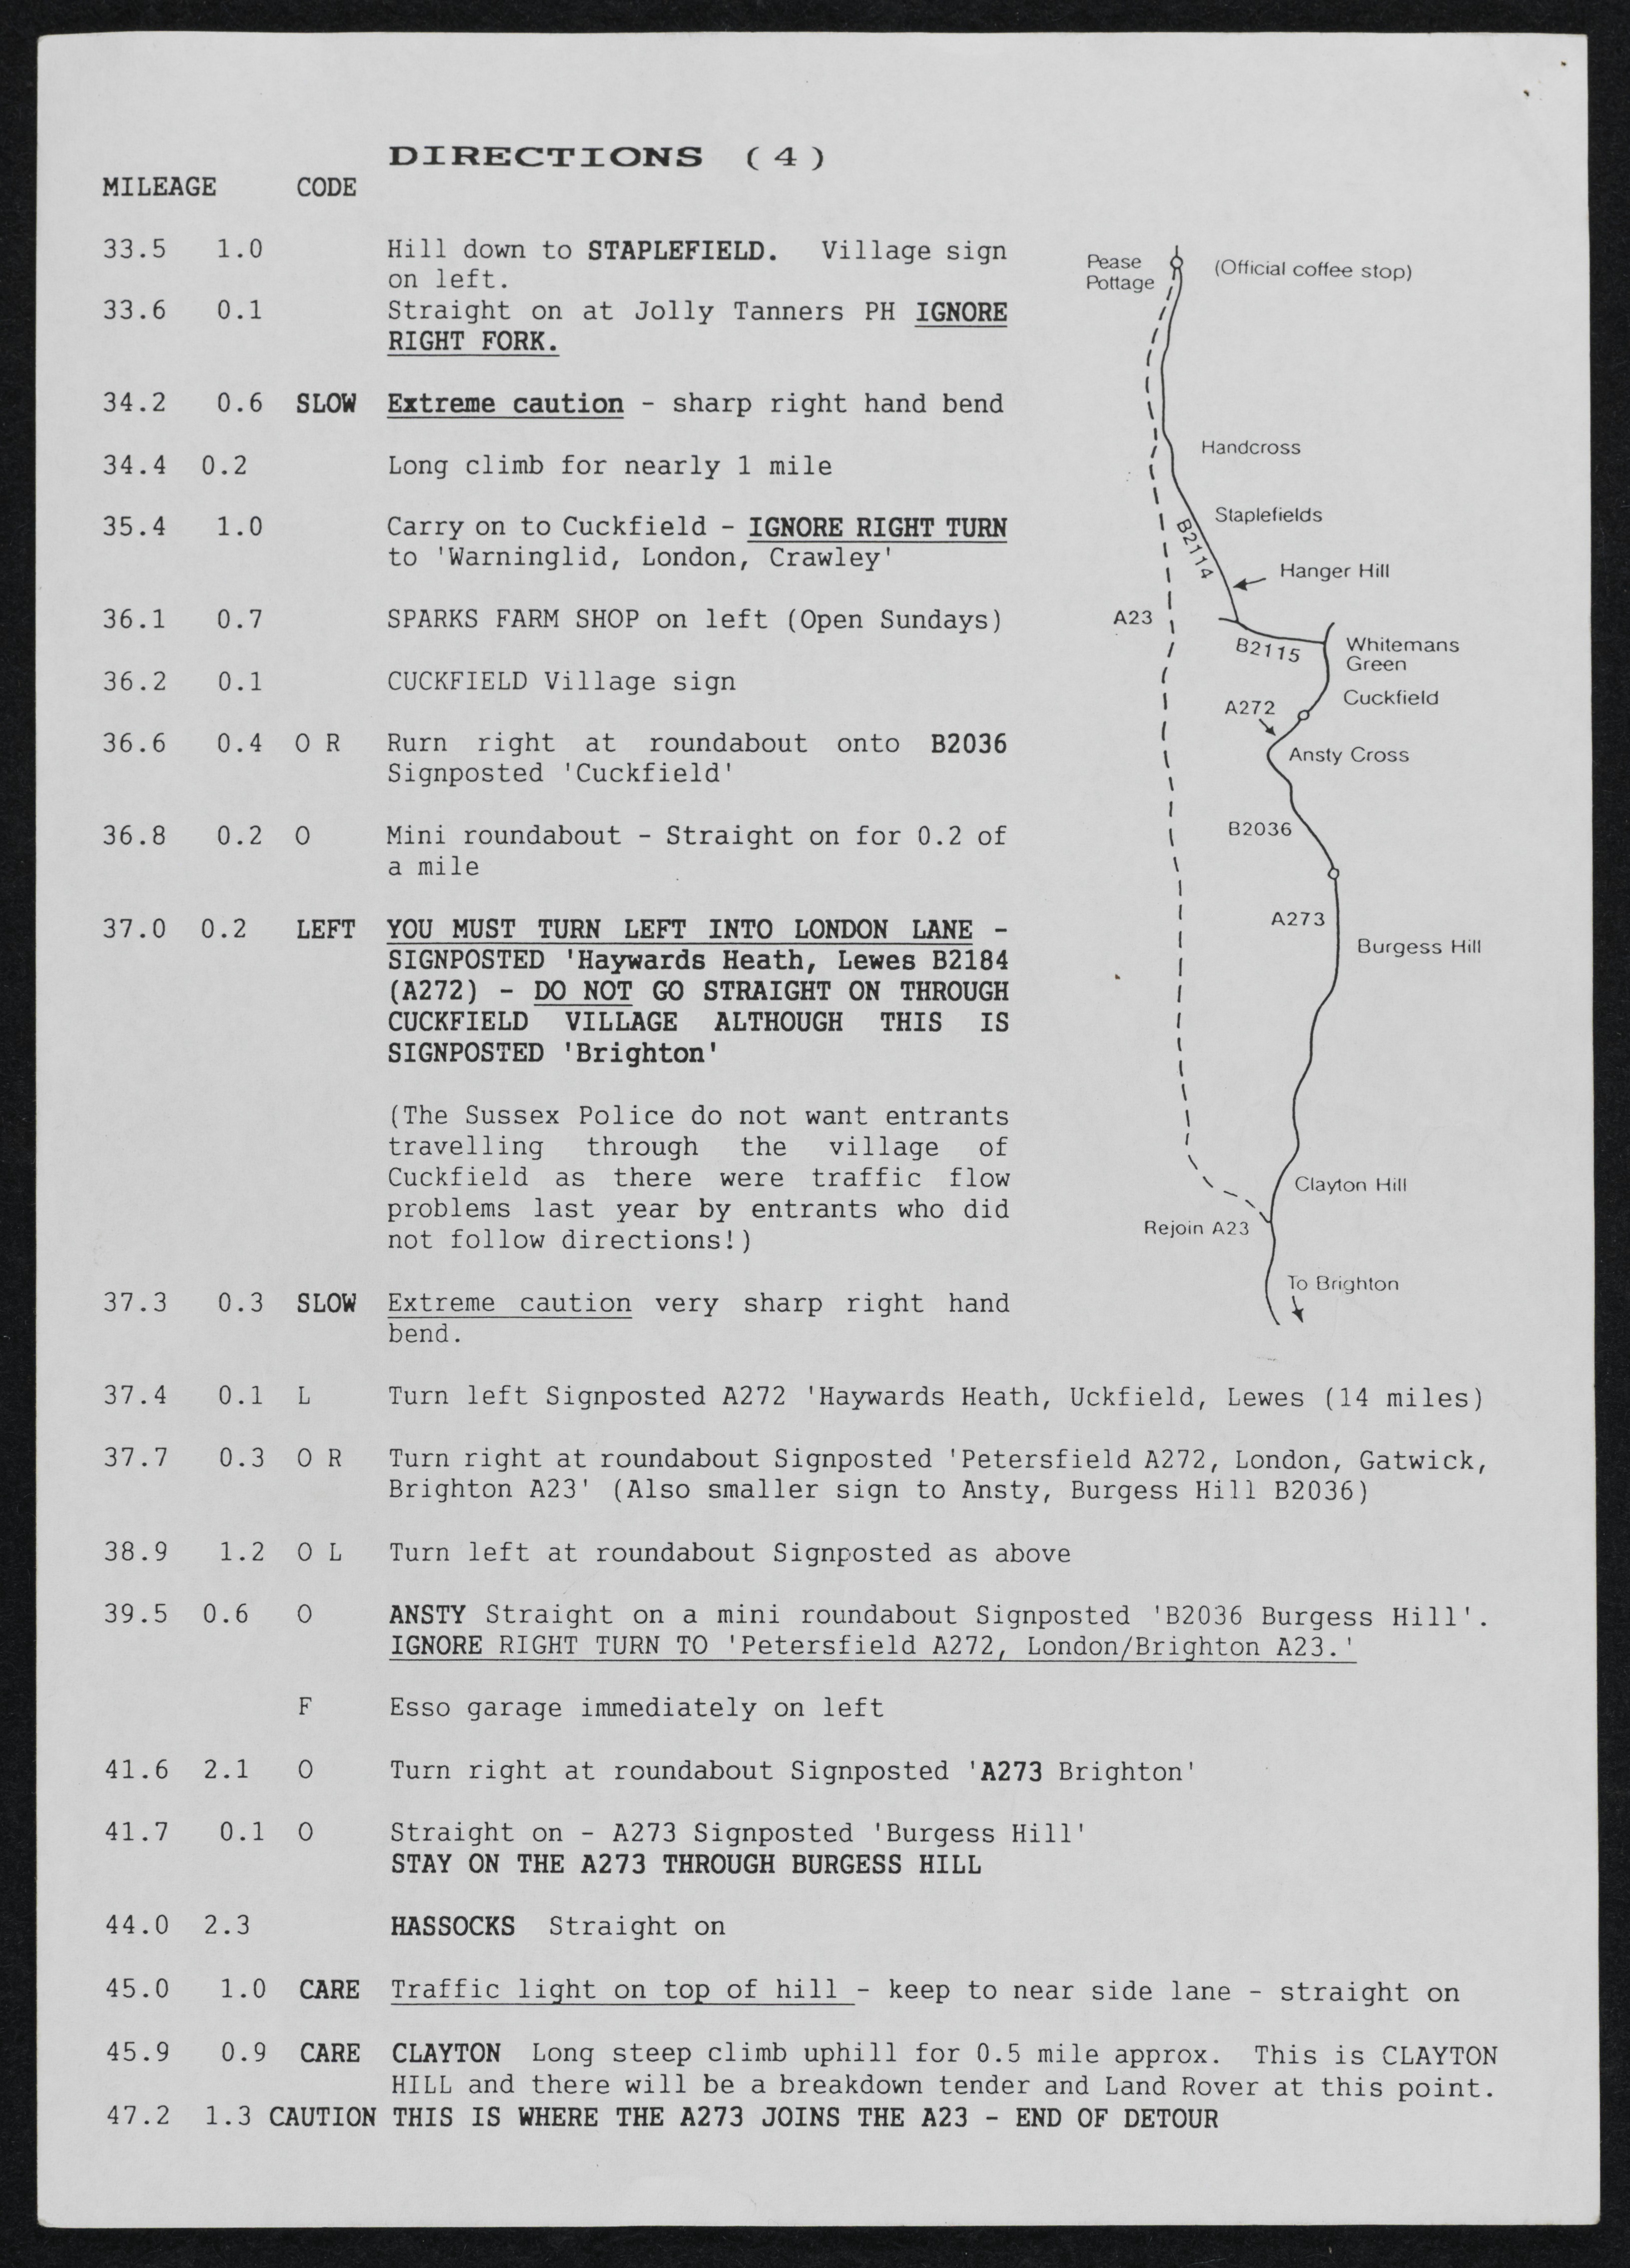 DIRECTIONS (4)
MILEAGE CODE
33.5 1.0 Hill down to STAPLEFIELD. Village sign
on left.
33.6 0.1 Straight on at Jolly Tanners PH IGNORE
RIGHT FORK.
34.2 0.6 SLOW Extreme caution - sharp right hand bend
34.4 0.2 Long climb for nearly 1 mile
35.4 1.0 Carry on to Cuckfield - IGNORE RIGHT TURN
to 'Warninglid, London, Crawley'
36.1 0.7 SPARKS FARM SHOP on left (Open Sundays)
36.2 0.1 CUCKFIELD Village sign
36.6 0.4 O R Rurn right at roundabout onto B2036
Signposted 'Cuckfield'
36.8 0.2 O Mini roundabout - Straight on for 0.2 of
a mile
37.0 0.2 LEFT YOU MUST TURN LEFT INTO LONDON LANE -
SIGNPOSTED 'Haywards Heath, Lewes B2184
(A272) - DO NOT GO STRAIGHT ON THROUGH
CUCKFIELD VILLAGE ALTHOUGH THIS IS
SIGNPOSTED 'Brighton'
(The Sussex Police do not want entrants
travelling through the village of
Cuckfield as there were traffic flow
problems last year by entrants who did
not follow directions!)
37.3 0.3 SLOW Extreme caution very sharp right hand
bend.
Pease
Pottage
(Official coffee stop)
Handcross
Staplefields
B2114
Hanger Hill
A23
B2115
Whitemans
Green
Cuckfield
A272
Ansty Cross
B2036
A273
Burgess Hill
Clayton Hill
Rejoin A23
To Brighton
37.4 0.1 L Turn left Signposted A272 'Haywards Heath, Uckfield, Lewes (14 miles)
37.7 0.3 O R Turn right at roundabout Signposted 'Petersfield A272, London, Gatwick,
Brighton A23' (Also smaller sign to Ansty, Burgess Hill B2036)
38.9 1.2 O L Turn left at roundabout Signposted as above
39.5 0.6 O ANSTY Straight on a mini roundabout Signposted 'B2036 Burgess Hill'.
IGNORE RIGHT TURN TO 'Petersfield A272, London/Brighton A23.'
F Esso garage immediately on left
41.6 2.1 O Turn right at roundabout Signposted 'A273 Brighton'
41.7 0.1 O Straight on - A273 Signposted 'Burgess Hill'
STAY ON THE A273 THROUGH BURGESS HILL
44.0 2.3 HASSOCKS Straight on
45.0 1.0 CARE Traffic light on top of hill - keep to near side lane - straight on
45.9 0.9 CARE CLAYTON Long steep climb uphill for 0.5 mile approx. This is CLAYTON
HILL and there will be a breakdown tender and Land Rover at this point.
47.2 1.3 CAUTION THIS IS WHERE THE A273 JOINS THE A23 - END OF DETOUR